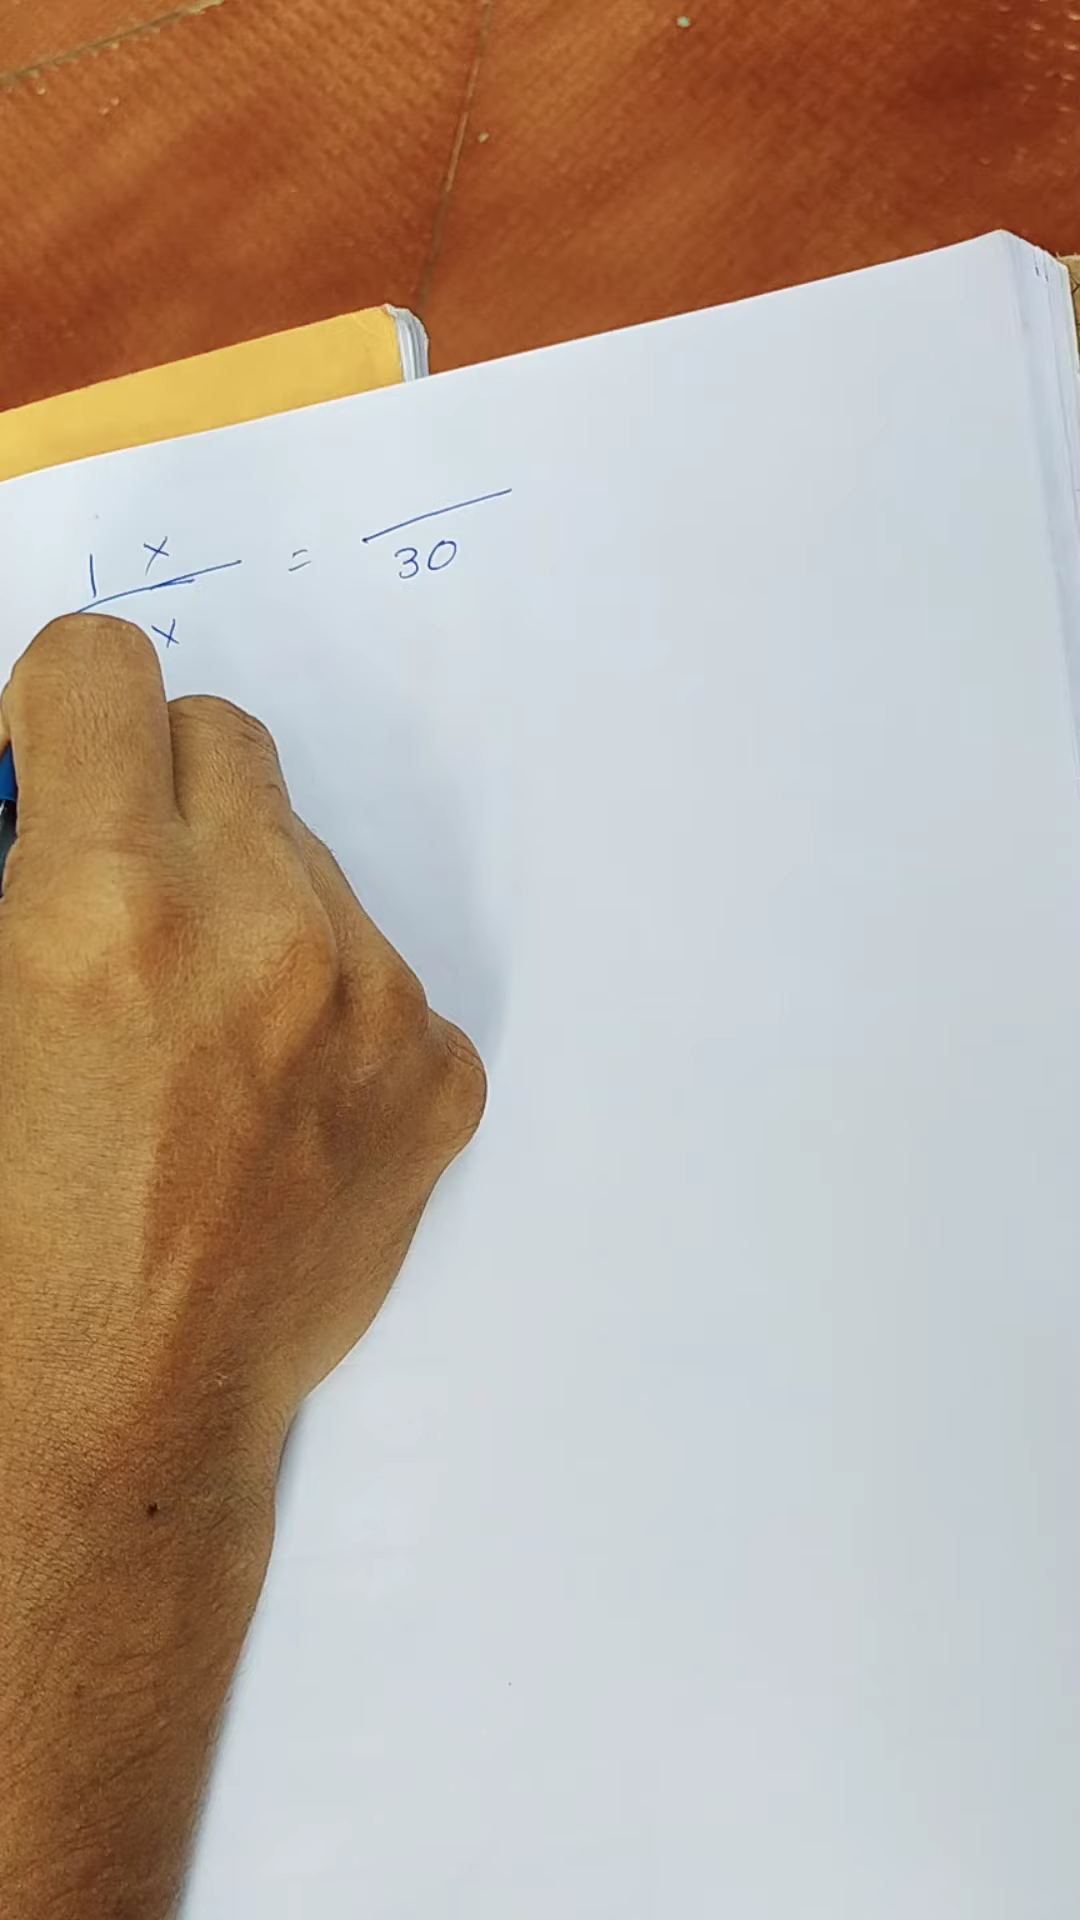 1 × =
× 30